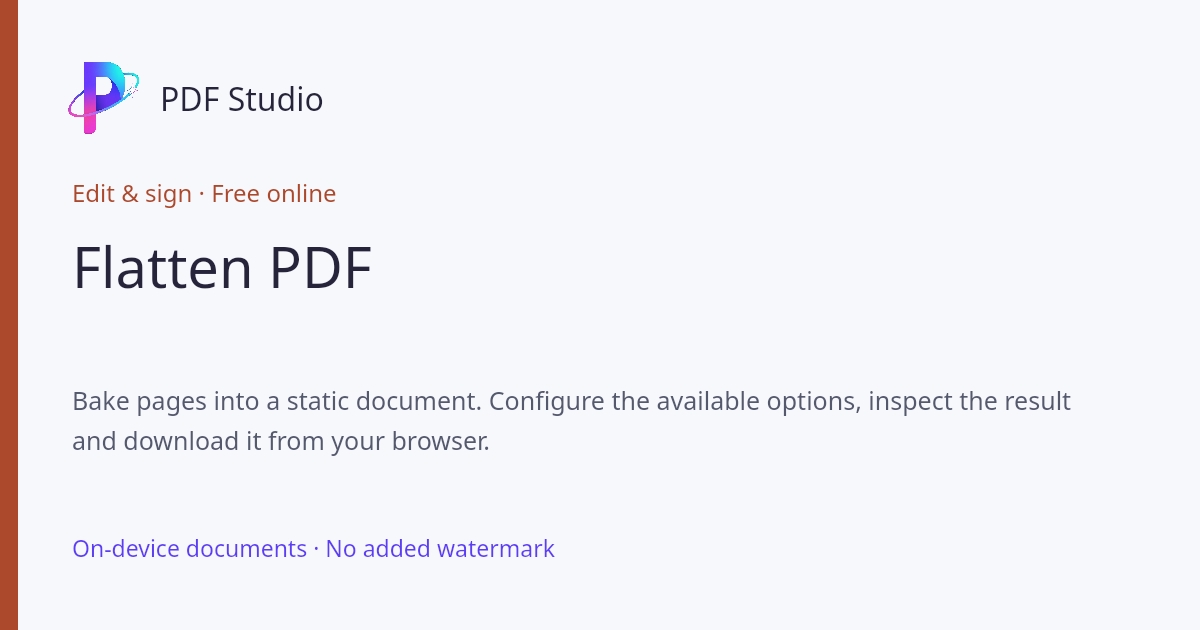 PDF Studio
Edit & sign · Free online
Flatten PDF
Bake pages into a static document. Configure the available options, inspect the result
and download it from your browser.
On-device documents · No added watermark